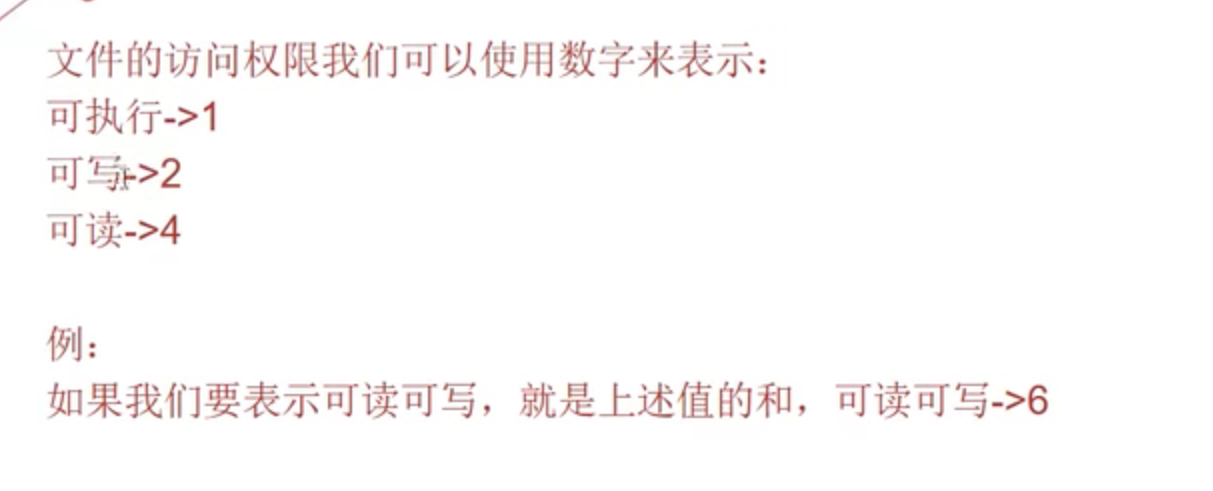 文件的访问权限我们可以使用数字来表示：
可执行->1
可写->2
可读->4
例：
如果我们要表示可读可写，就是上述值的和，可读可写->6